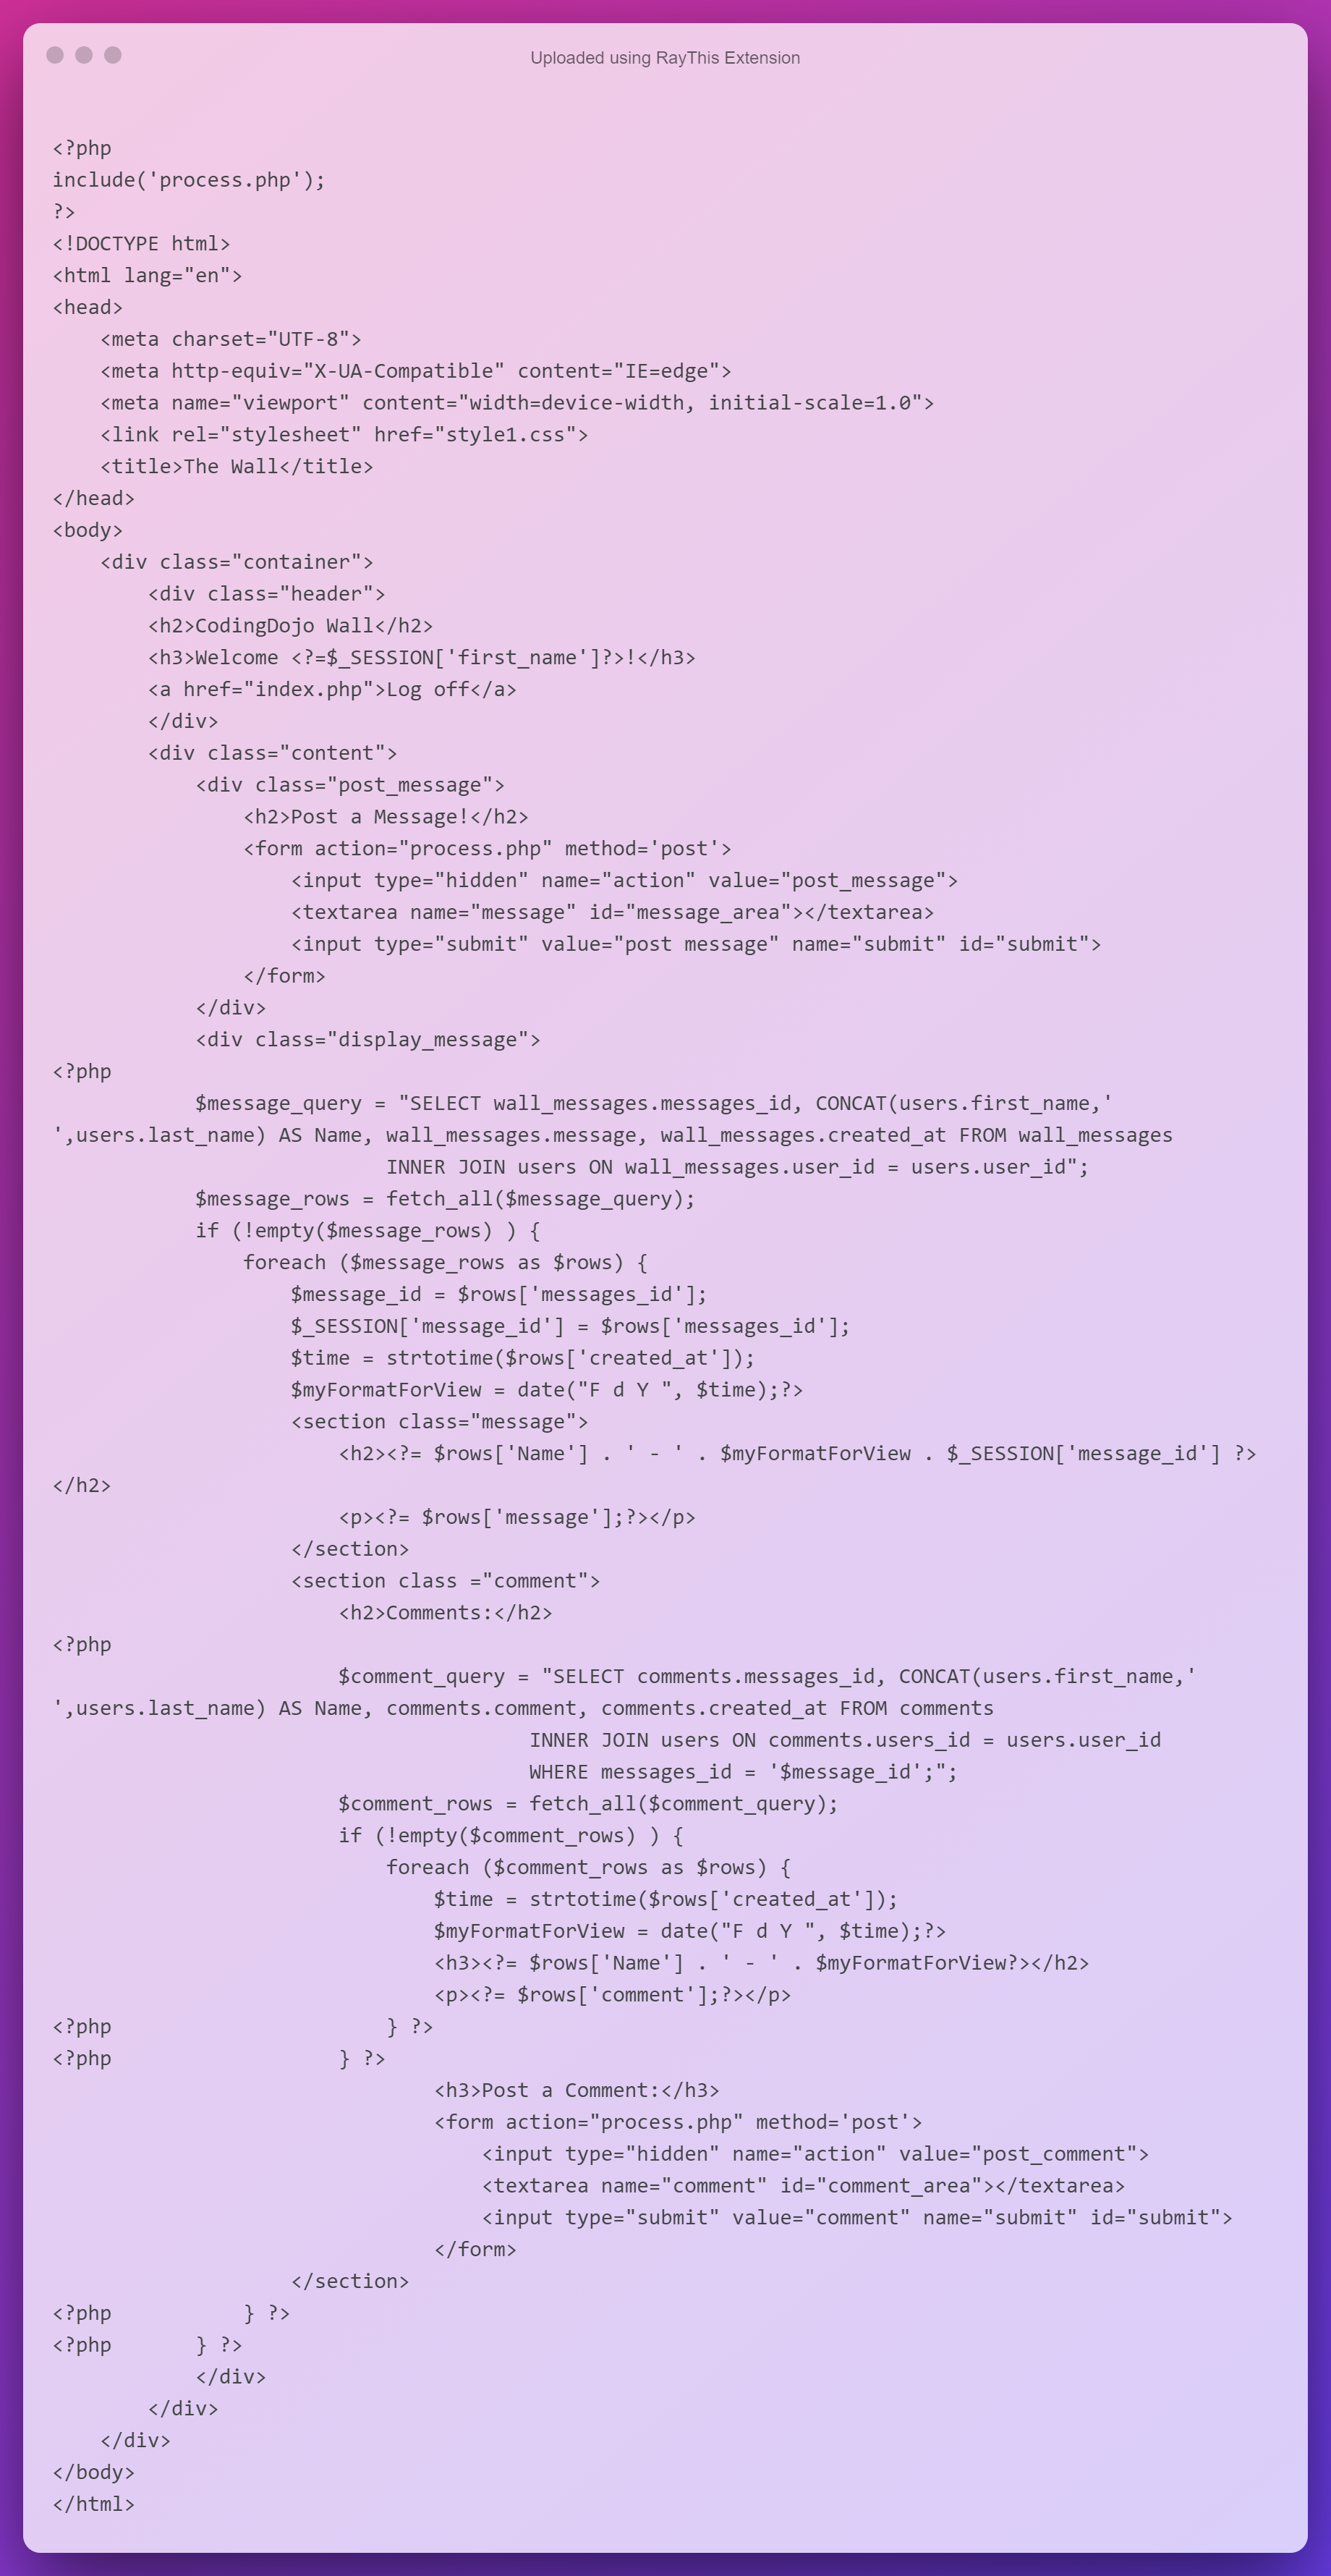 Uploaded using RayThis Extension
<?php
include('process.php');
?>
<!DOCTYPE html>
<html lang="en">
<head>
    <meta charset="UTF-8">
    <meta http-equiv="X-UA-Compatible" content="IE=edge">
    <meta name="viewport" content="width=device-width, initial-scale=1.0">
    <link rel="stylesheet" href="style1.css">
    <title>The Wall</title>
</head>
<body>
    <div class="container">
        <div class="header">
        <h2>CodingDojo Wall</h2>
        <h3>Welcome <?=$_SESSION['first_name']?>!</h3>
        <a href="index.php">Log off</a>
        </div>
        <div class="content">
            <div class="post_message">
                <h2>Post a Message!</h2>
                <form action="process.php" method='post'>
                    <input type="hidden" name="action" value="post_message">
                    <textarea name="message" id="message_area"></textarea>
                    <input type="submit" value="post message" name="submit" id="submit">
                </form>
            </div>
            <div class="display_message">
<?php
            $message_query = "SELECT wall_messages.messages_id, CONCAT(users.first_name,'
',users.last_name) AS Name, wall_messages.message, wall_messages.created_at FROM wall_messages
                            INNER JOIN users ON wall_messages.user_id = users.user_id";
            $message_rows = fetch_all($message_query);
            if (!empty($message_rows) ) {
                foreach ($message_rows as $rows) {
                    $message_id = $rows['messages_id'];
                    $_SESSION['message_id'] = $rows['messages_id'];
                    $time = strtotime($rows['created_at']);
                    $myFormatForView = date("F d Y ", $time);?>
                    <section class="message">
                        <h2><?= $rows['Name'] . ' - ' . $myFormatForView . $_SESSION['message_id'] ?>
</h2>
                        <p><?= $rows['message'];?></p>
                    </section>
                    <section class ="comment">
                        <h2>Comments:</h2>
<?php
                        $comment_query = "SELECT comments.messages_id, CONCAT(users.first_name,'
',users.last_name) AS Name, comments.comment, comments.created_at FROM comments
                                        INNER JOIN users ON comments.users_id = users.user_id
                                        WHERE messages_id = '$message_id';";
                        $comment_rows = fetch_all($comment_query);
                        if (!empty($comment_rows) ) {
                            foreach ($comment_rows as $rows) {
                                $time = strtotime($rows['created_at']);
                                $myFormatForView = date("F d Y ", $time);?>
                                <h3><?= $rows['Name'] . ' - ' . $myFormatForView?></h2>
                                <p><?= $rows['comment'];?></p>
<?php                       } ?>
<?php                   } ?>
                                <h3>Post a Comment:</h3>
                                <form action="process.php" method='post'>
                                    <input type="hidden" name="action" value="post_comment">
                                    <textarea name="comment" id="comment_area"></textarea>
                                    <input type="submit" value="comment" name="submit" id="submit">
                                </form>
                    </section>
<?php           } ?>
<?php       } ?>
            </div>
        </div>
    </div>
</body>
</html>